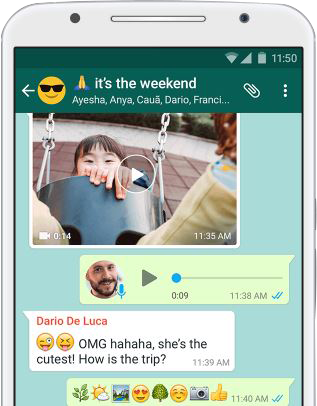 11:50
🙏 it's the weekend
Ayesha, Anya, Cauã, Dario, Franci...
0:14 11:35 AM
0:09 11:38 AM
Dario De Luca
😜😝 OMG hahaha, she's the
cutest! How is the trip?
11:39 AM
🌿🌤🏞😍🌳☺📷👍 11:40 AM